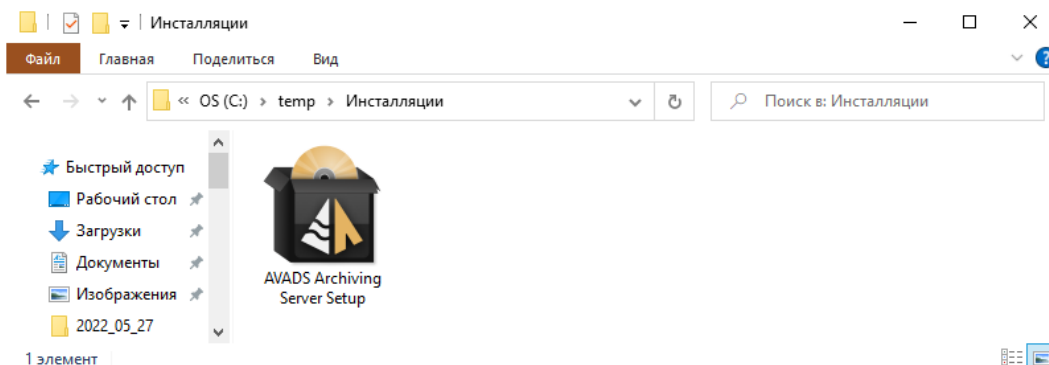 Инсталляции
Файл Главная Поделиться Вид
« OS (C:) › temp › Инсталляции
Поиск в: Инсталляции
Быстрый доступ
Рабочий стол
Загрузки
Документы
Изображения
2022_05_27
AVADS Archiving
Server Setup
1 элемент